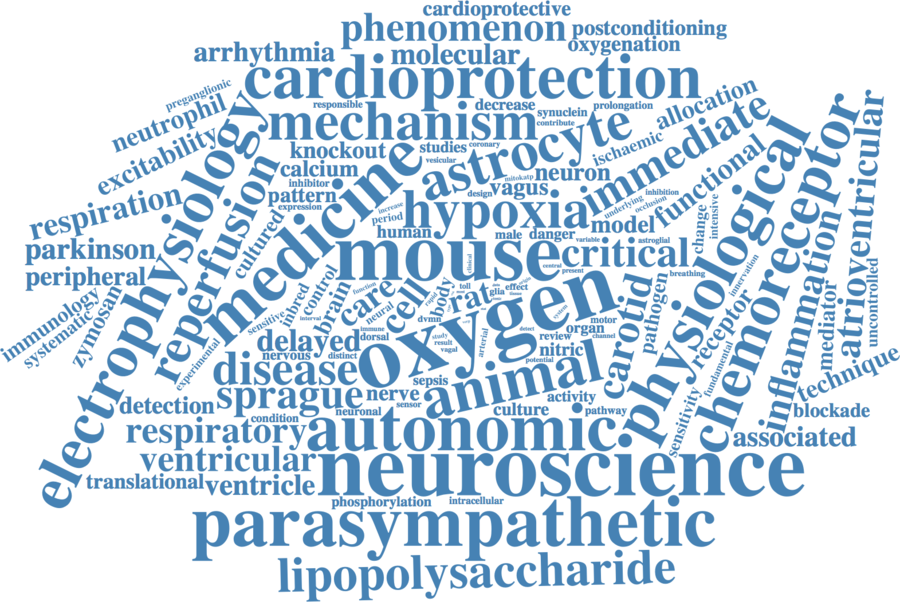 cardioprotective
phenomenon
postconditioning
arrhythmia
molecular
oxygenation
cardioprotection
preganglionic
neutrophil
responsible
decrease
synuclein
prolongation
allocation
mechanism
contribute
excitability
electrophysiology
knockout
studies
coronary
astrocyte
ischaemic
immediate
calcium
vesicular
inhibitor
mitokatp
neuron
functional
respiration
reperfusion
medicine
pattern
expression
design
vagus
inhibition
occlusion
underlying
increase
period
hypoxia
model
change
intensive
physiological
chemoreceptor
atrioventricular
parkinson
cultured
human
male
danger
variable
astroglial
mouse
critical
clinical
central
present
breathing
peripheral
immunology
systematic
zymosan
sensitive
inbred
control
interval
brain
function
care
neural
cell
rapid
body
rat
toll
glia
effect
oxygen
system
carotid
pathogen
innervation
receptor
inflammation
mediator
uncontrolled
experimental
delayed
nervous
distinct
immune
dorsal
dvmn
study
result
vagal
arterial
detect
motor
channel
organ
review
nitric
potential
fundamental
technique
disease
sepsis
animal
activity
sprague
nerve
sensor
neuronal
culture
pathway
sensitivity
blockade
detection
condition
respiratory
autonomic
associated
ventricular
neuroscience
translational
ventricle
phosphorylation
intracellular
parasympathetic
lipopolysaccharide